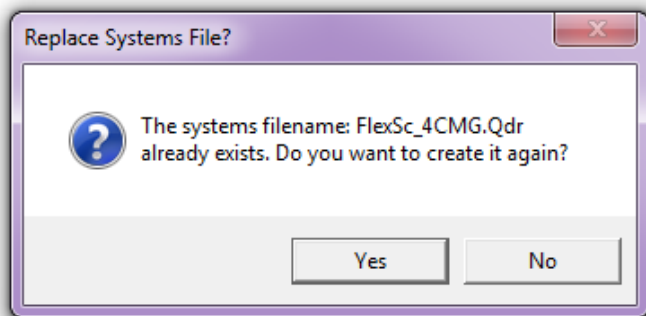 Replace Systems File?
The systems filename: FlexSc_4CMG.Qdr
already exists. Do you want to create it again?
Yes
No